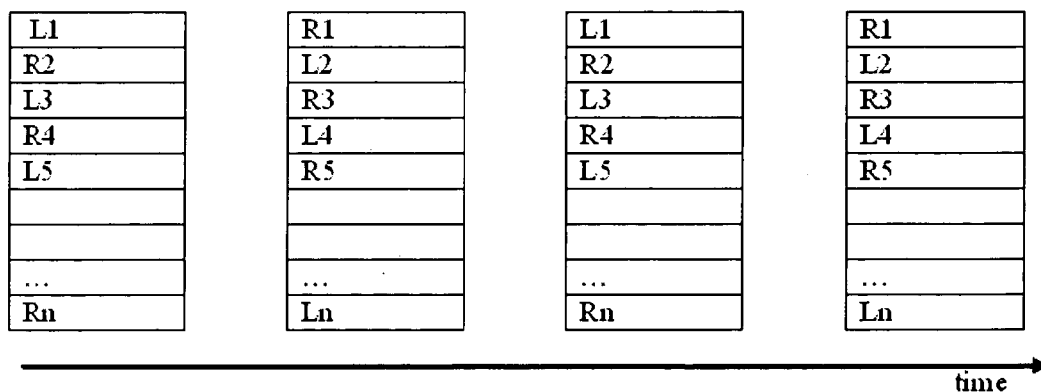 L1 R1 L1 R1
R2 L2 R2 L2
L3 R3 L3 R3
R4 L4 R4 L4
L5 R5 L5 R5
... ... ... ...
Rn Ln Rn Ln
time